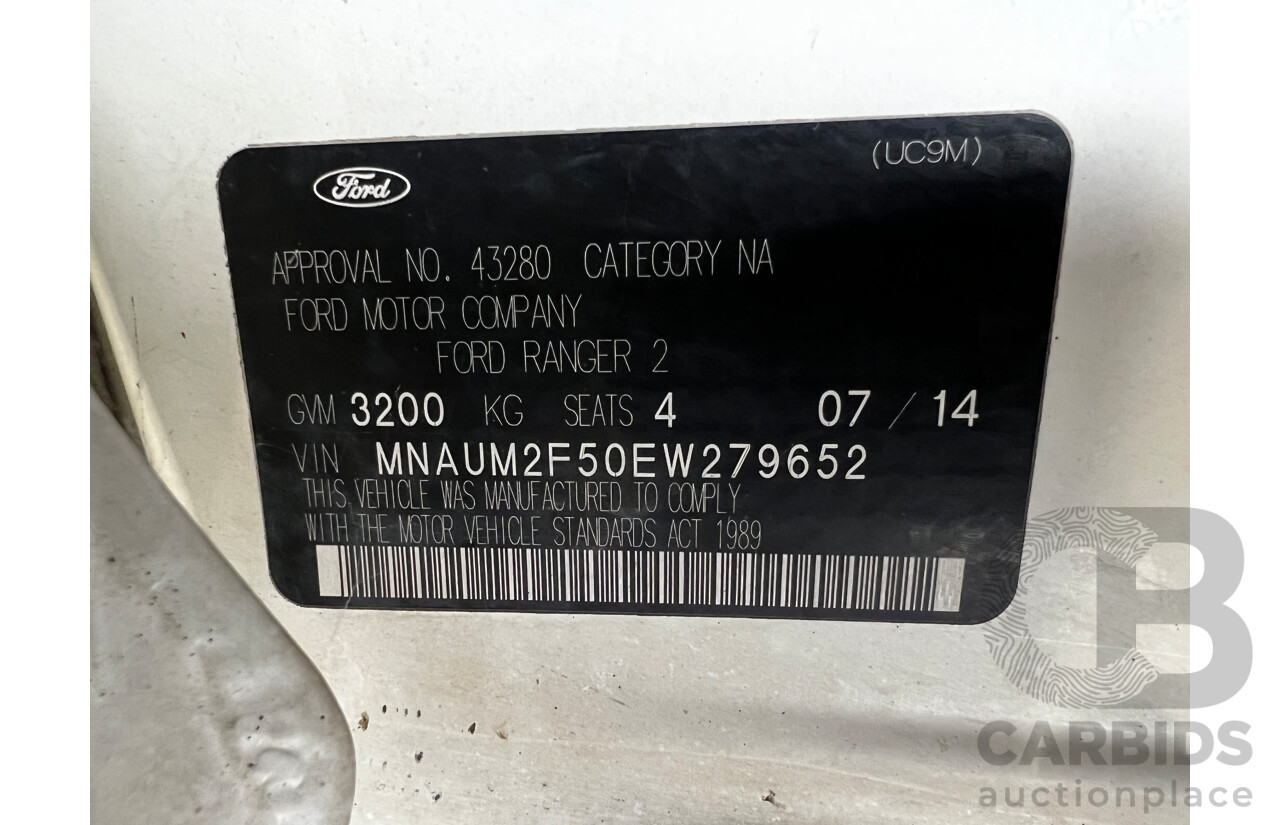 Ford
(UC9M)
APPROVAL NO. 43280 CATEGORY NA
FORD MOTOR COMPANY
FORD RANGER 2
GVM 3200 KG SEATS 4 07 / 14
VIN MNAUM2F50EW279652
THIS VEHICLE WAS MANUFACTURED TO COMPLY
WITH THE MOTOR VEHICLE STANDARDS ACT 1989
CB
CARBIDS
auctionplace